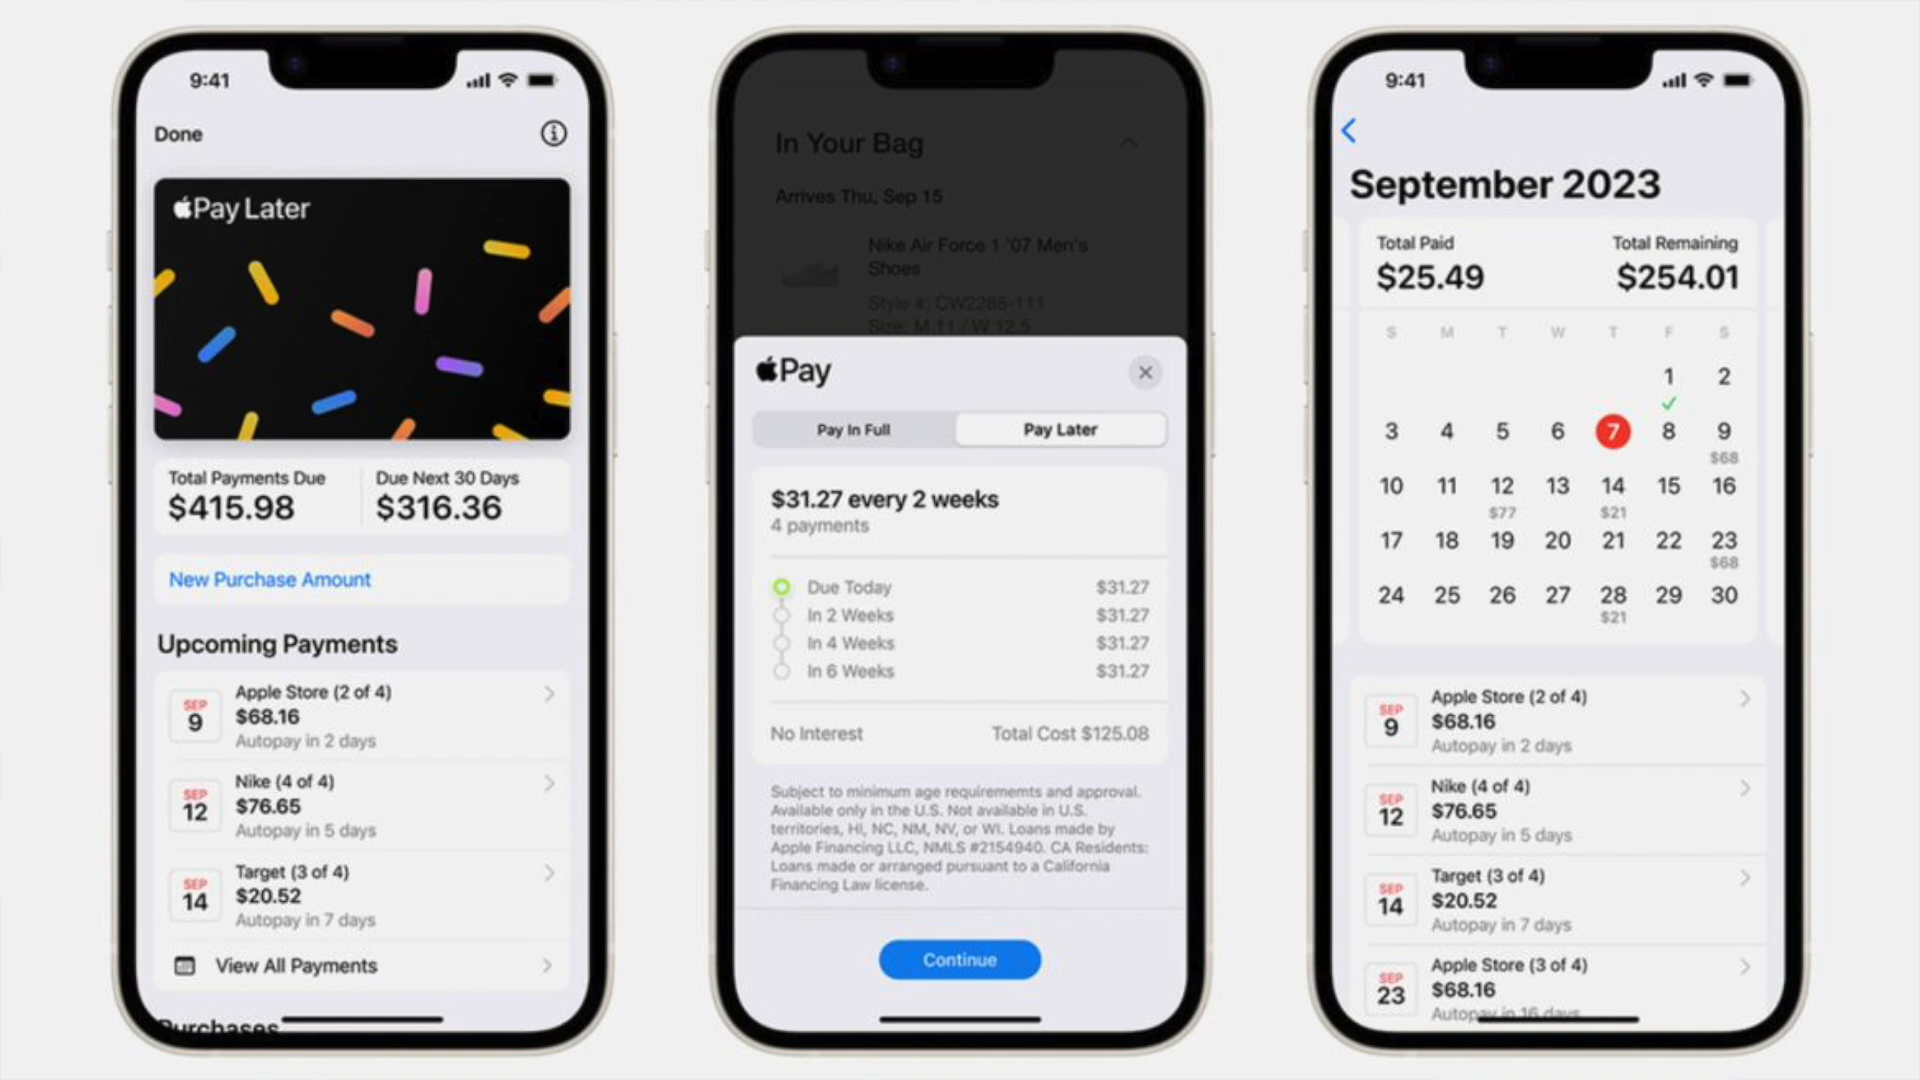 9:41
Done
Pay Later
Total Payments Due
$415.98
Due Next 30 Days
$316.36
New Purchase Amount
Upcoming Payments
SEP
9
Apple Store (2 of 4)
$68.16
Autopay in 2 days
SEP
12
Nike (4 of 4)
$76.65
Autopay in 5 days
SEP
14
Target (3 of 4)
$20.52
Autopay in 7 days
View All Payments
Purchases
In Your Bag
Arrives Thu, Sep 15
Nike Air Force 1 '07 Men's
Shoes
Style #: CW2288-111
Size: M 11 / W 12.5
Pay
Pay In Full
Pay Later
$31.27 every 2 weeks
4 payments
Due Today $31.27
In 2 Weeks $31.27
In 4 Weeks $31.27
In 6 Weeks $31.27
No Interest Total Cost $125.08
Subject to minimum age requirememts and approval.
Available only in the U.S. Not available in U.S.
territories, HI, NC, NM, NV, or WI. Loans made by
Apple Financing LLC, NMLS #2154940. CA Residents:
Loans made or arranged pursuant to a California
Financing Law license.
Continue
9:41
September 2023
Total Paid
$25.49
Total Remaining
$254.01
S M T W T F S
1 2
3 4 5 6 7 8 9
$68
10 11 12 13 14 15 16
$77 $21
17 18 19 20 21 22 23
$68
24 25 26 27 28 29 30
$21
SEP
9
Apple Store (2 of 4)
$68.16
Autopay in 2 days
SEP
12
Nike (4 of 4)
$76.65
Autopay in 5 days
SEP
14
Target (3 of 4)
$20.52
Autopay in 7 days
SEP
23
Apple Store (3 of 4)
$68.16
Autopay in 16 days